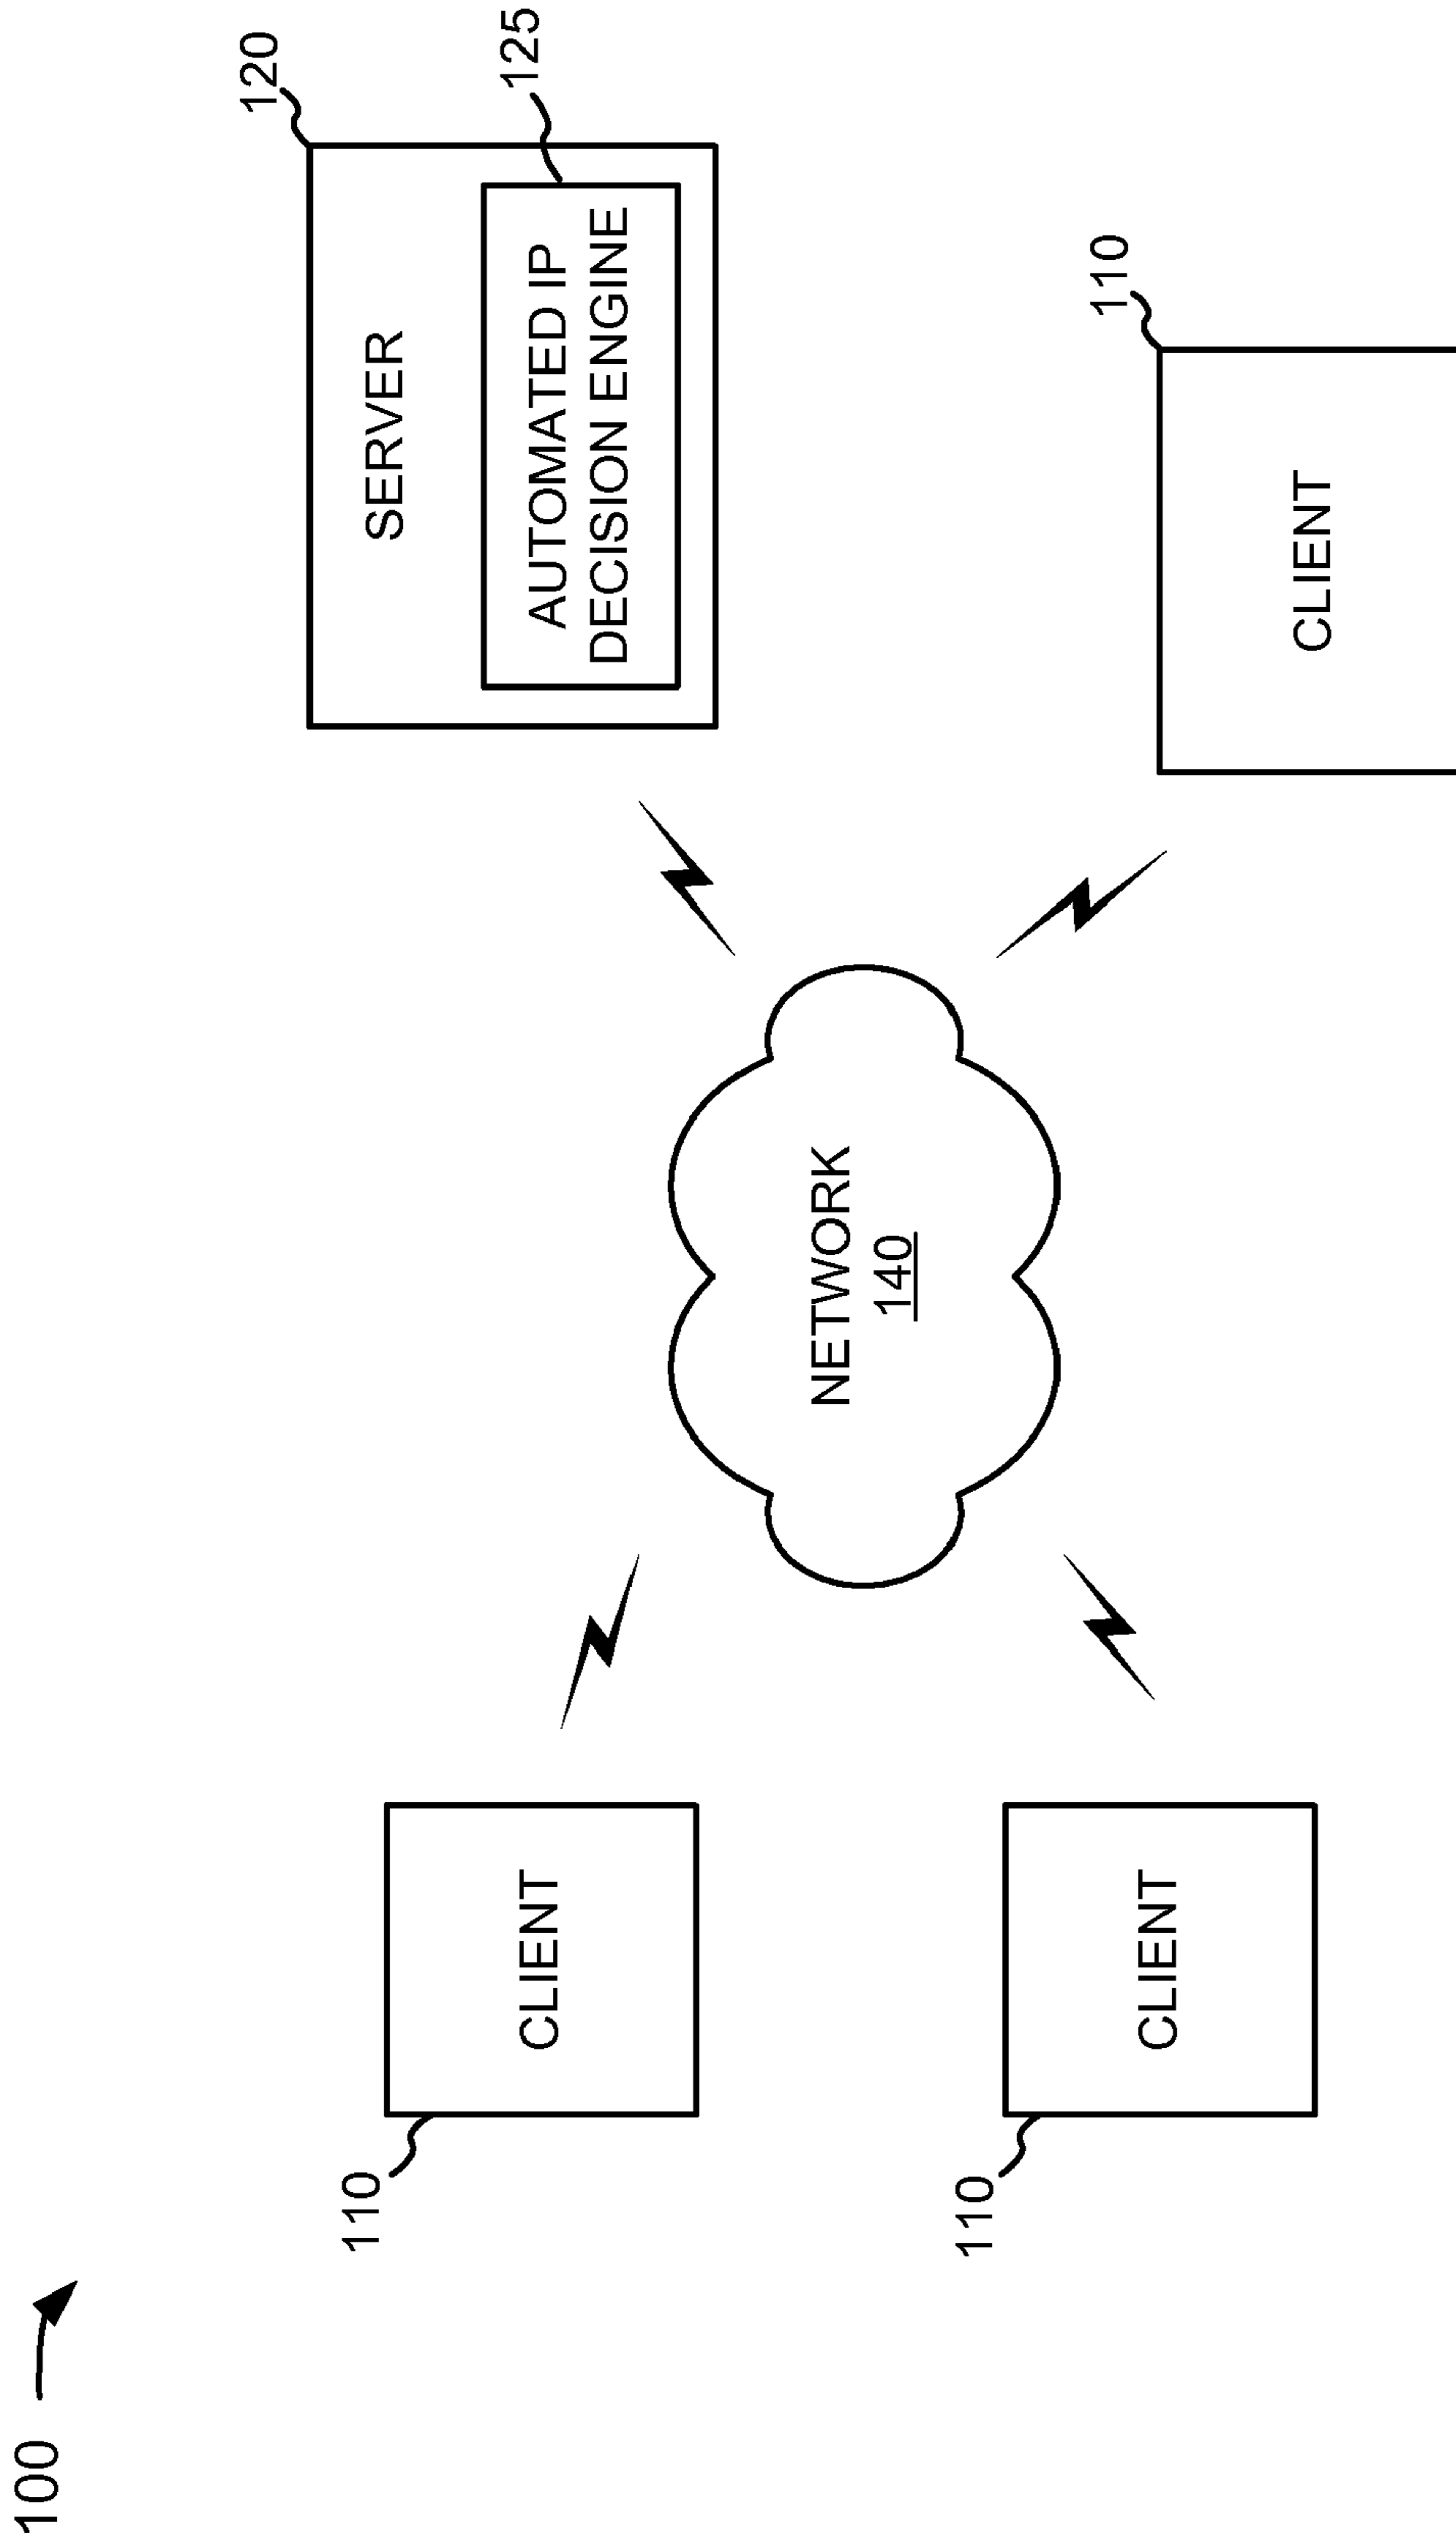 100
120
SERVER
125
AUTOMATED IP
DECISION ENGINE
110
CLIENT
NETWORK
140
110
CLIENT
110
CLIENT